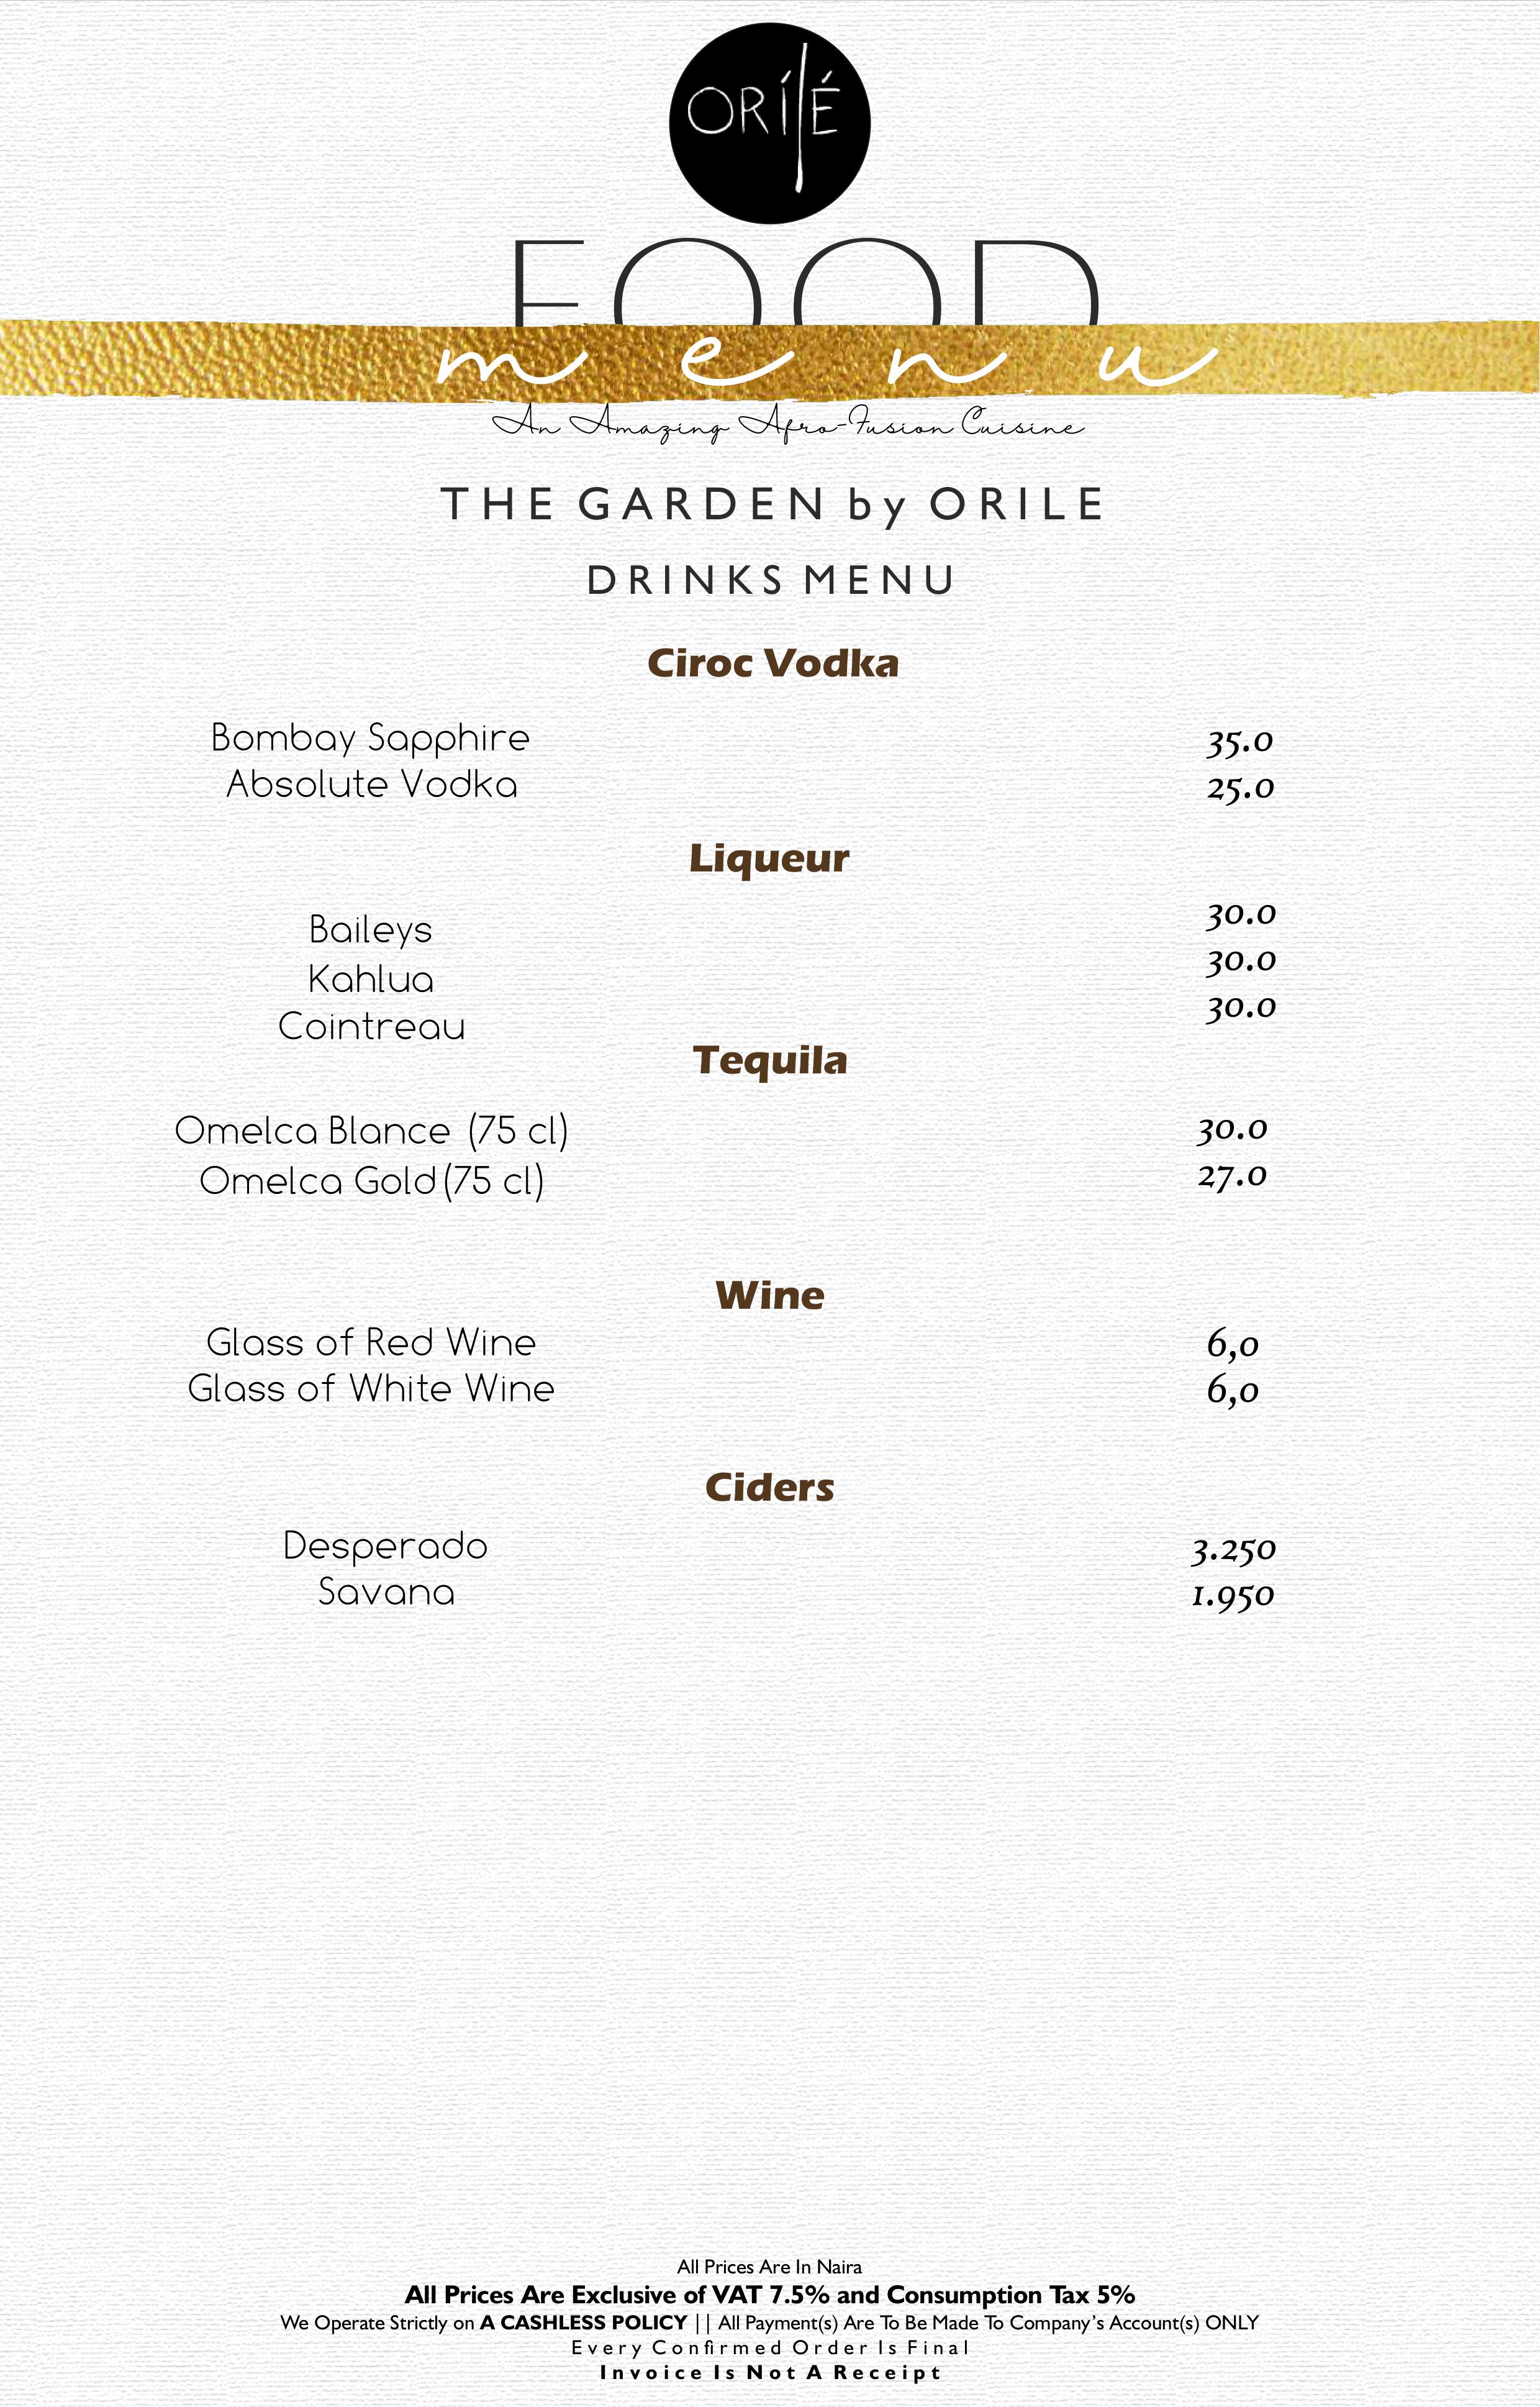 ORÍLÉ
FOOD
menu
An Amazing Afro-Fusion Cuisine
THE GARDEN by ORILE
DRINKS MENU
Ciroc Vodka
Bombay Sapphire 35.0
Absolute Vodka 25.0
Liqueur
Baileys 30.0
Kahlua 30.0
Cointreau 30.0
Tequila
Omelca Blance (75 cl) 30.0
Omelca Gold (75 cl) 27.0
Wine
Glass of Red Wine 6,0
Glass of White Wine 6,0
Ciders
Desperado 3.250
Savana 1.950
All Prices Are In Naira
All Prices Are Exclusive of VAT 7.5% and Consumption Tax 5%
We Operate Strictly on A CASHLESS POLICY || All Payment(s) Are To Be Made To Company's Account(s) ONLY
Every Confirmed Order Is Final
Invoice Is Not A Receipt